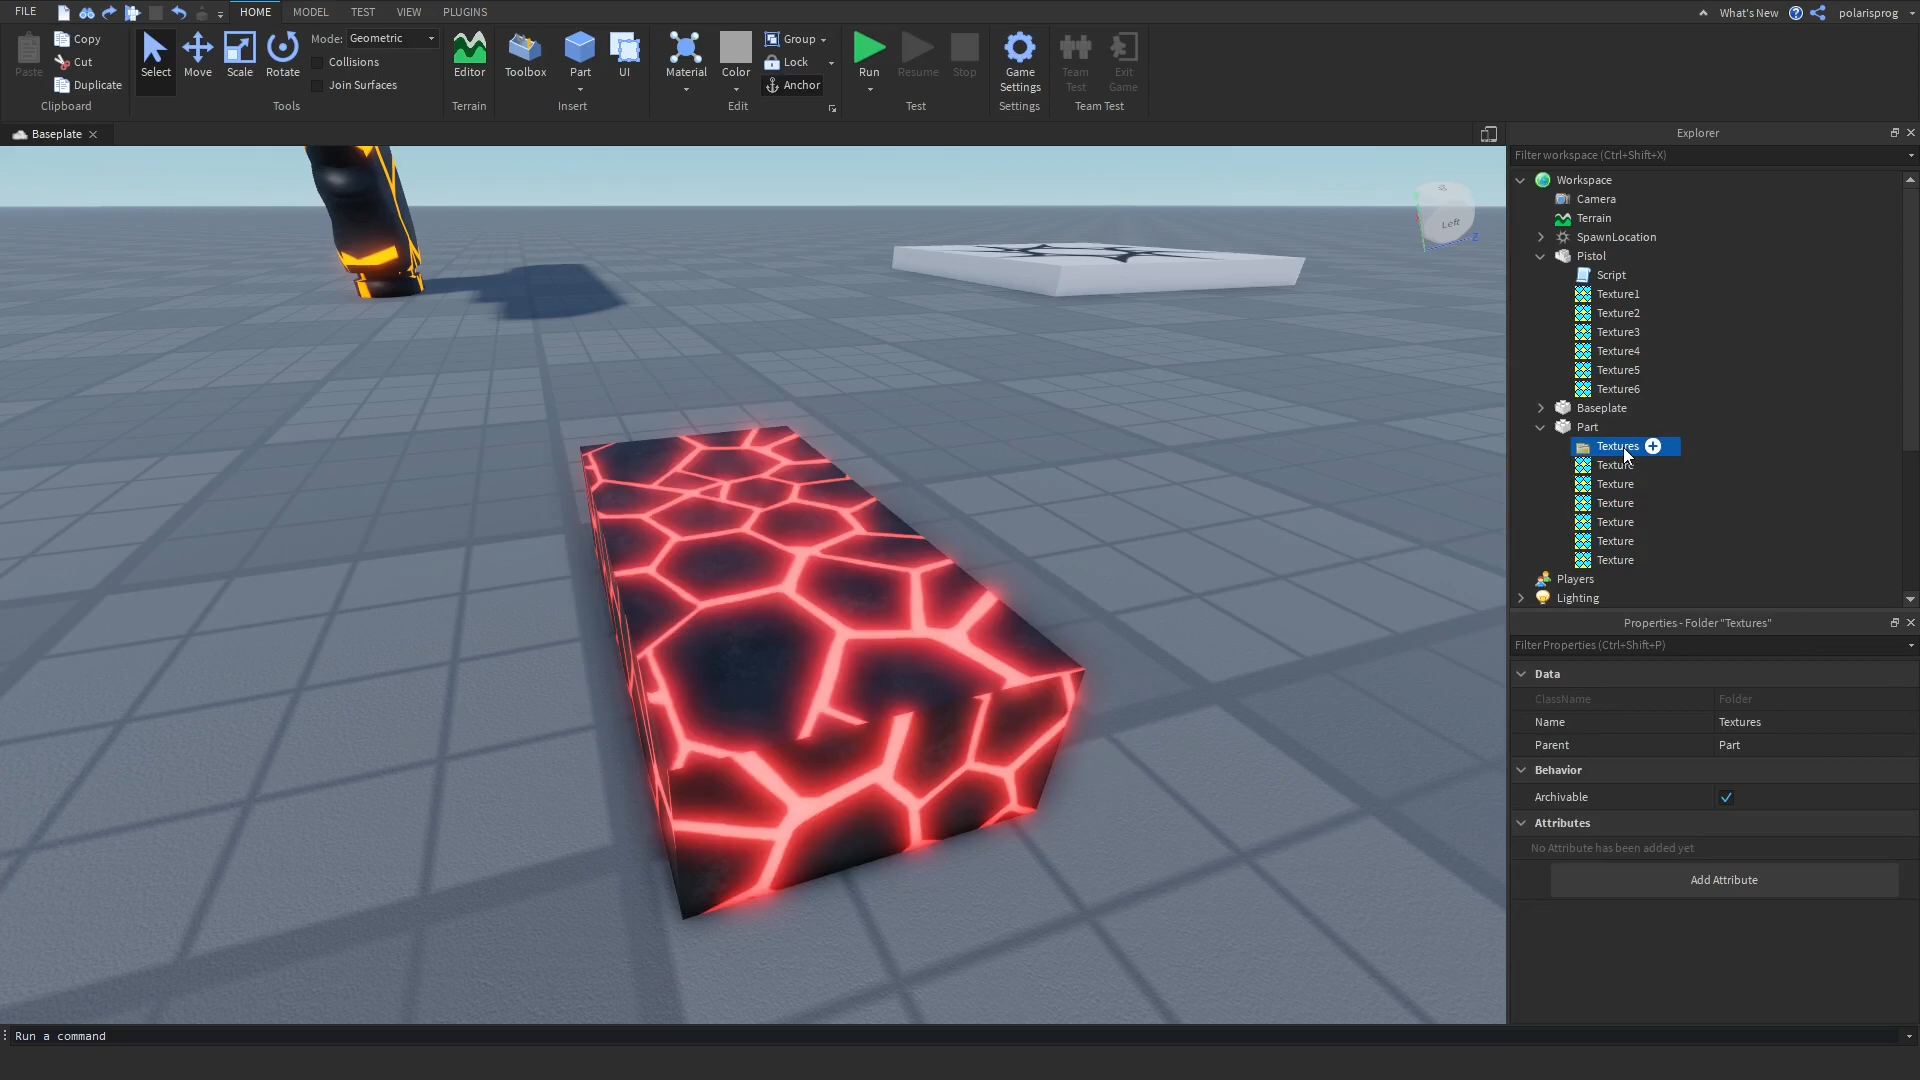 FILE
HOME
MODEL
TEST
VIEW
PLUGINS
What's New
polarisprog
Paste
Copy
Cut
Duplicate
Clipboard
Select
Move
Scale
Rotate
Mode:
Geometric
Collisions
Join Surfaces
Tools
Editor
Terrain
Toolbox
Part
UI
Insert
Material
Color
Group
Lock
Anchor
Edit
Run
Resume
Stop
Test
Game
Settings
Settings
Team
Test
Exit
Game
Team Test
Baseplate
Left
Z
Explorer
Filter workspace (Ctrl+Shift+X)
Workspace
Camera
Terrain
SpawnLocation
Pistol
Script
Texture1
Texture2
Texture3
Texture4
Texture5
Texture6
Baseplate
Part
Textures
Texture
Texture
Texture
Texture
Texture
Texture
Players
Lighting
Properties - Folder "Textures"
Filter Properties (Ctrl+Shift+P)
Data
ClassName
Folder
Name
Textures
Parent
Part
Behavior
Archivable
Attributes
No Attribute has been added yet
Add Attribute
Run a command